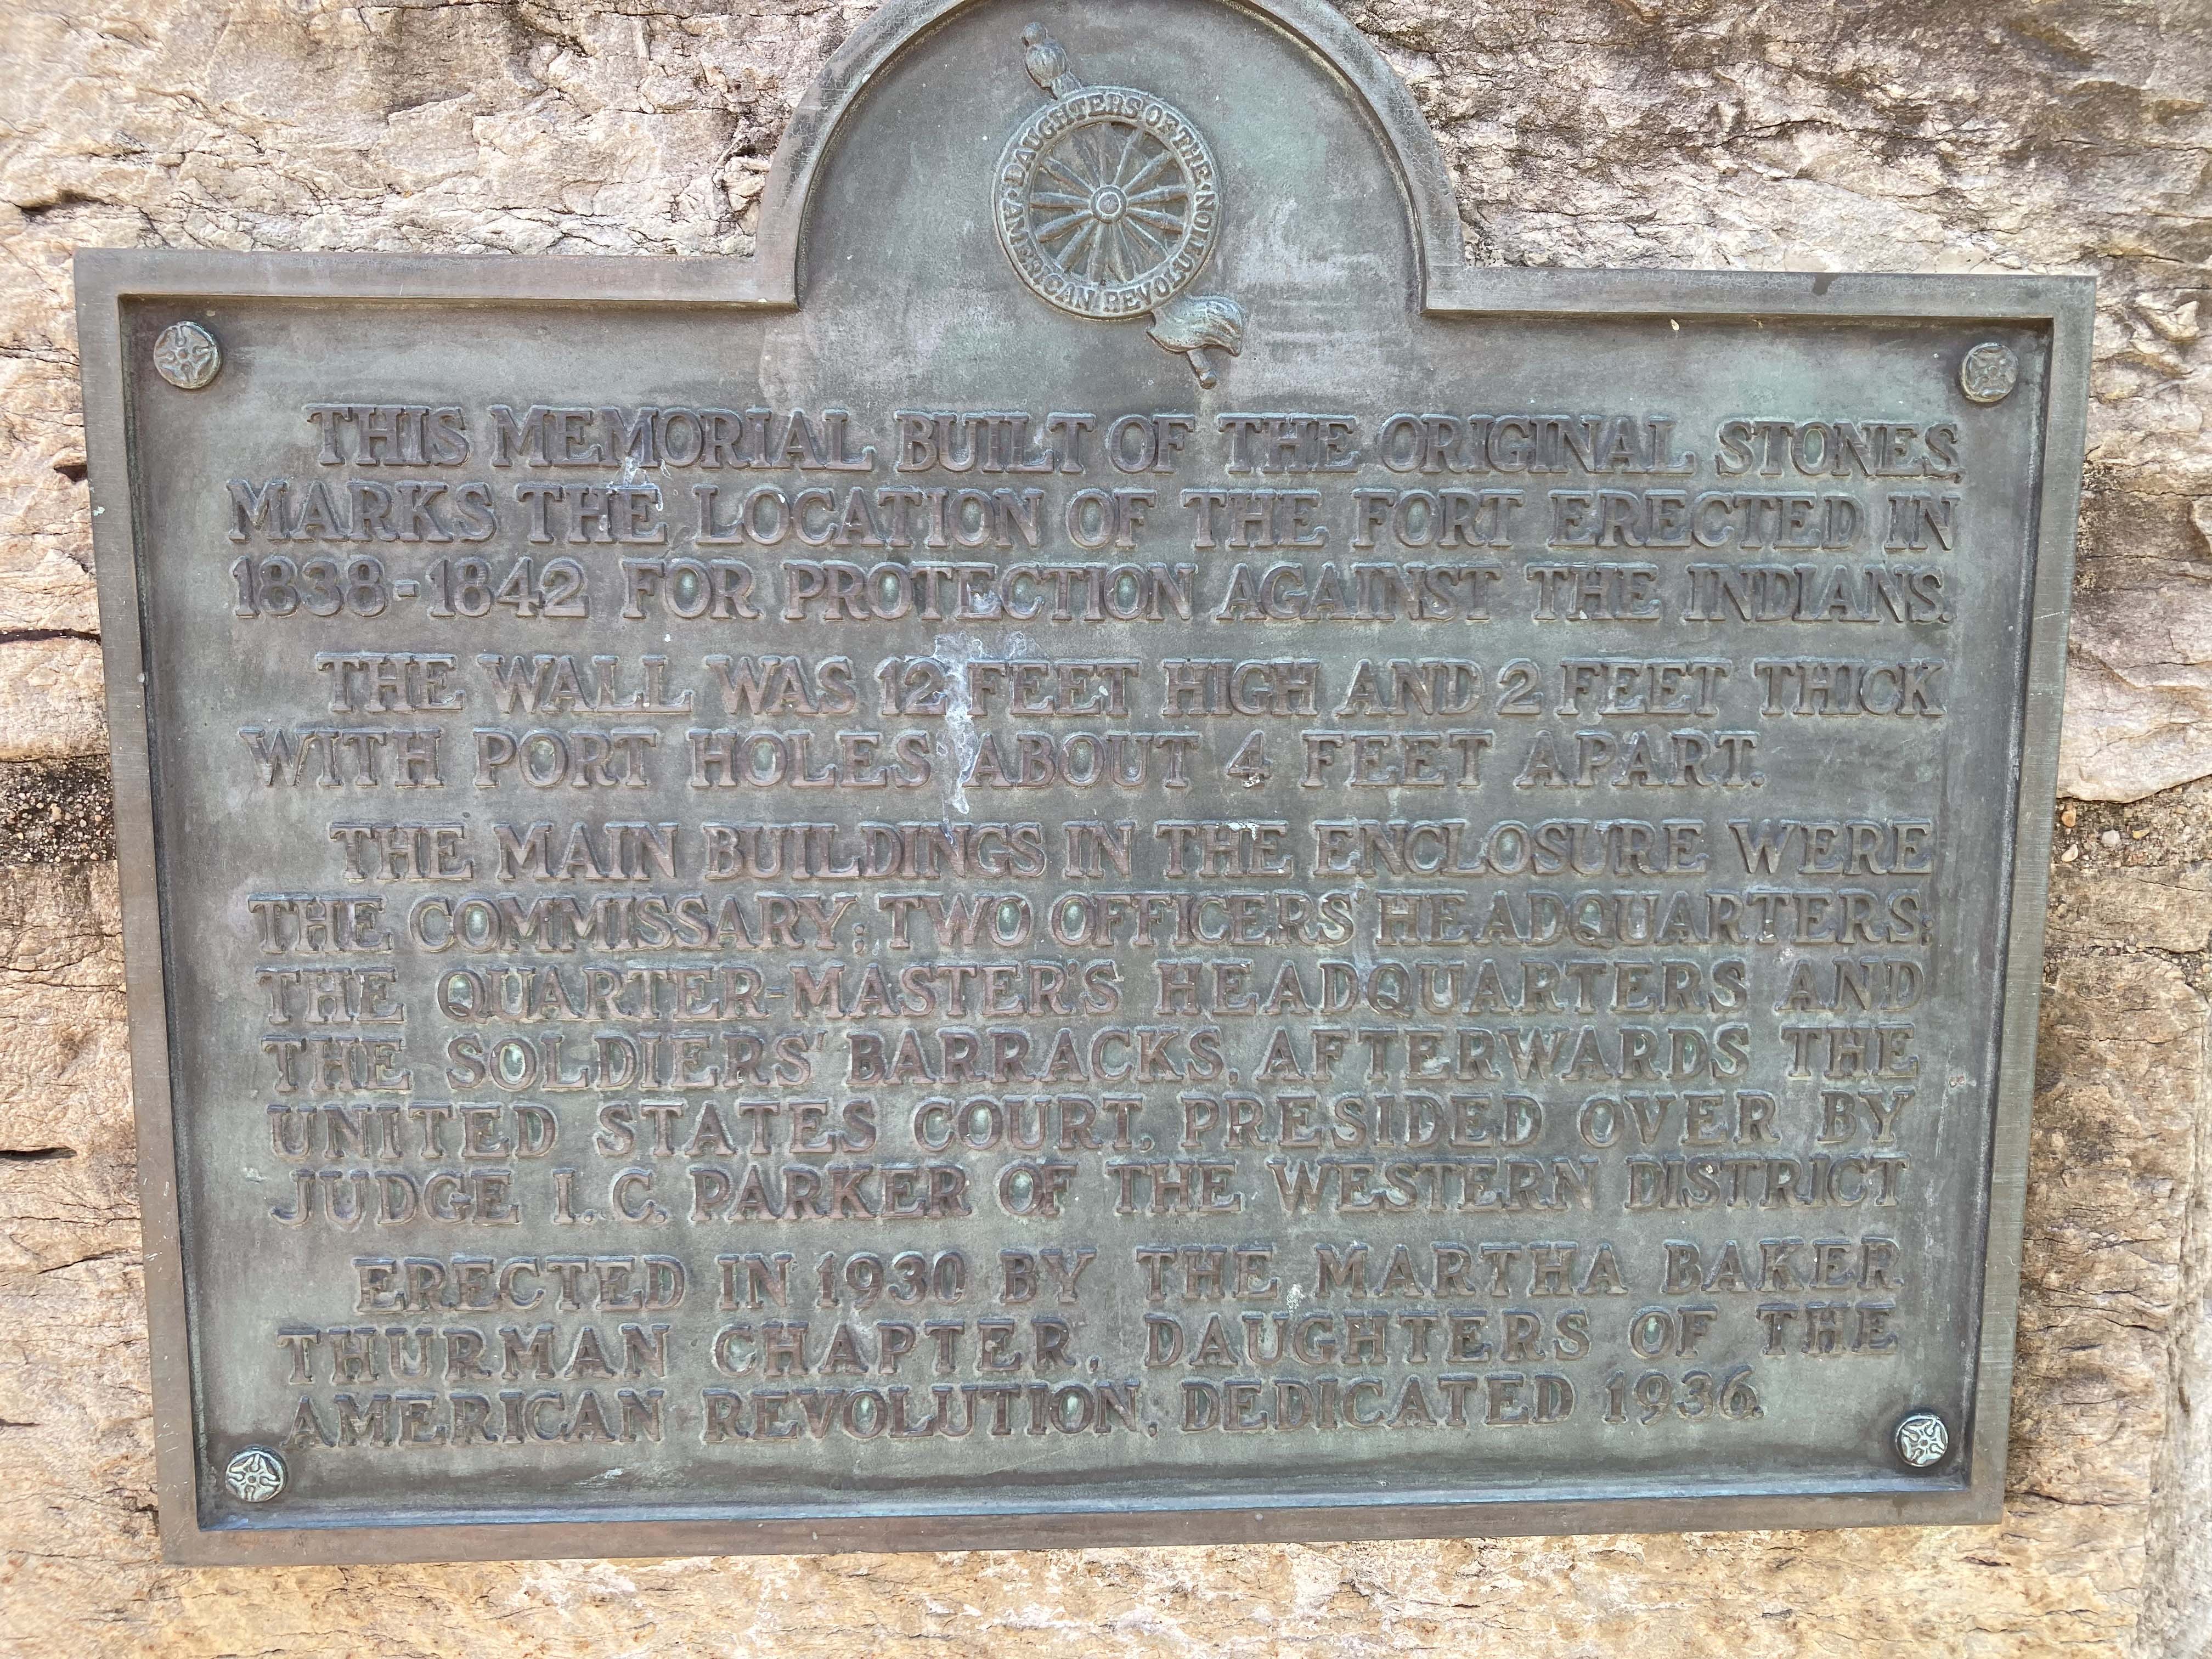 DAUGHTERS OF THE AMERICAN REVOLUTION
THIS MEMORIAL BUILT OF THE ORIGINAL STONES,
MARKS THE LOCATION OF THE FORT ERECTED IN
1838-1842 FOR PROTECTION AGAINST THE INDIANS.
THE WALL WAS 12 FEET HIGH AND 2 FEET THICK
WITH PORT HOLES ABOUT 4 FEET APART.
THE MAIN BUILDINGS IN THE ENCLOSURE WERE
THE COMMISSARY; TWO OFFICERS' HEADQUARTERS;
THE QUARTER-MASTER'S HEADQUARTERS AND
THE SOLDIERS' BARRACKS, AFTERWARDS THE
UNITED STATES COURT, PRESIDED OVER BY
JUDGE I. C. PARKER OF THE WESTERN DISTRICT
ERECTED IN 1930 BY THE MARTHA BAKER
THURMAN CHAPTER, DAUGHTERS OF THE
AMERICAN REVOLUTION, DEDICATED 1936.